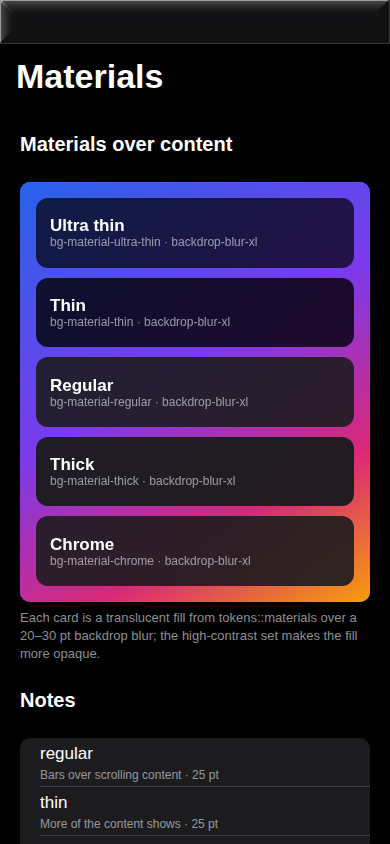 Materials
Materials over content
Ultra thin
bg-material-ultra-thin · backdrop-blur-xl
Thin
bg-material-thin · backdrop-blur-xl
Regular
bg-material-regular · backdrop-blur-xl
Thick
bg-material-thick · backdrop-blur-xl
Chrome
bg-material-chrome · backdrop-blur-xl
Each card is a translucent fill from tokens::materials over a
20–30 pt backdrop blur; the high-contrast set makes the fill
more opaque.
Notes
regular
Bars over scrolling content · 25 pt
thin
More of the content shows · 25 pt